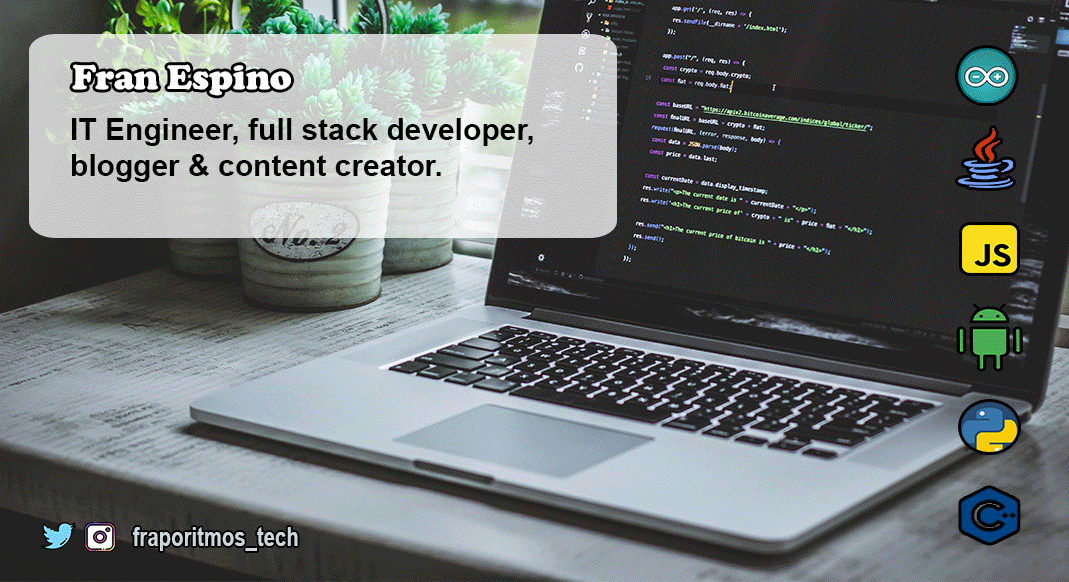 Fran Espino
IT Engineer, full stack developer,
blogger & content creator.
No. 2
app.get("/", (req, res) => {
res.sendFile(__dirname + "/index.html");
});
app.post("/", (req, res) => {
const crypto = req.body.crypto;
const fiat = req.body.fiat;
const baseURL = "https://apiv2.bitcoinaverage.com/indices/global/ticker/";
const finalURL = baseURL + crypto + fiat;
request(finalURL, (error, response, body) => {
const data = JSON.parse(body);
const price = data.last;
const currentDate = data.display_timestamp;
res.write("<p>The current date is " + currentDate + "</p>");
res.write("<h1>The current price of" + crypto + " is" + price + fiat + "</h1>");
res.send("<h1>The current price of bitcoin is " + price + "</h1>");
res.send();
});
});
JS
C++
fraporitmos_tech